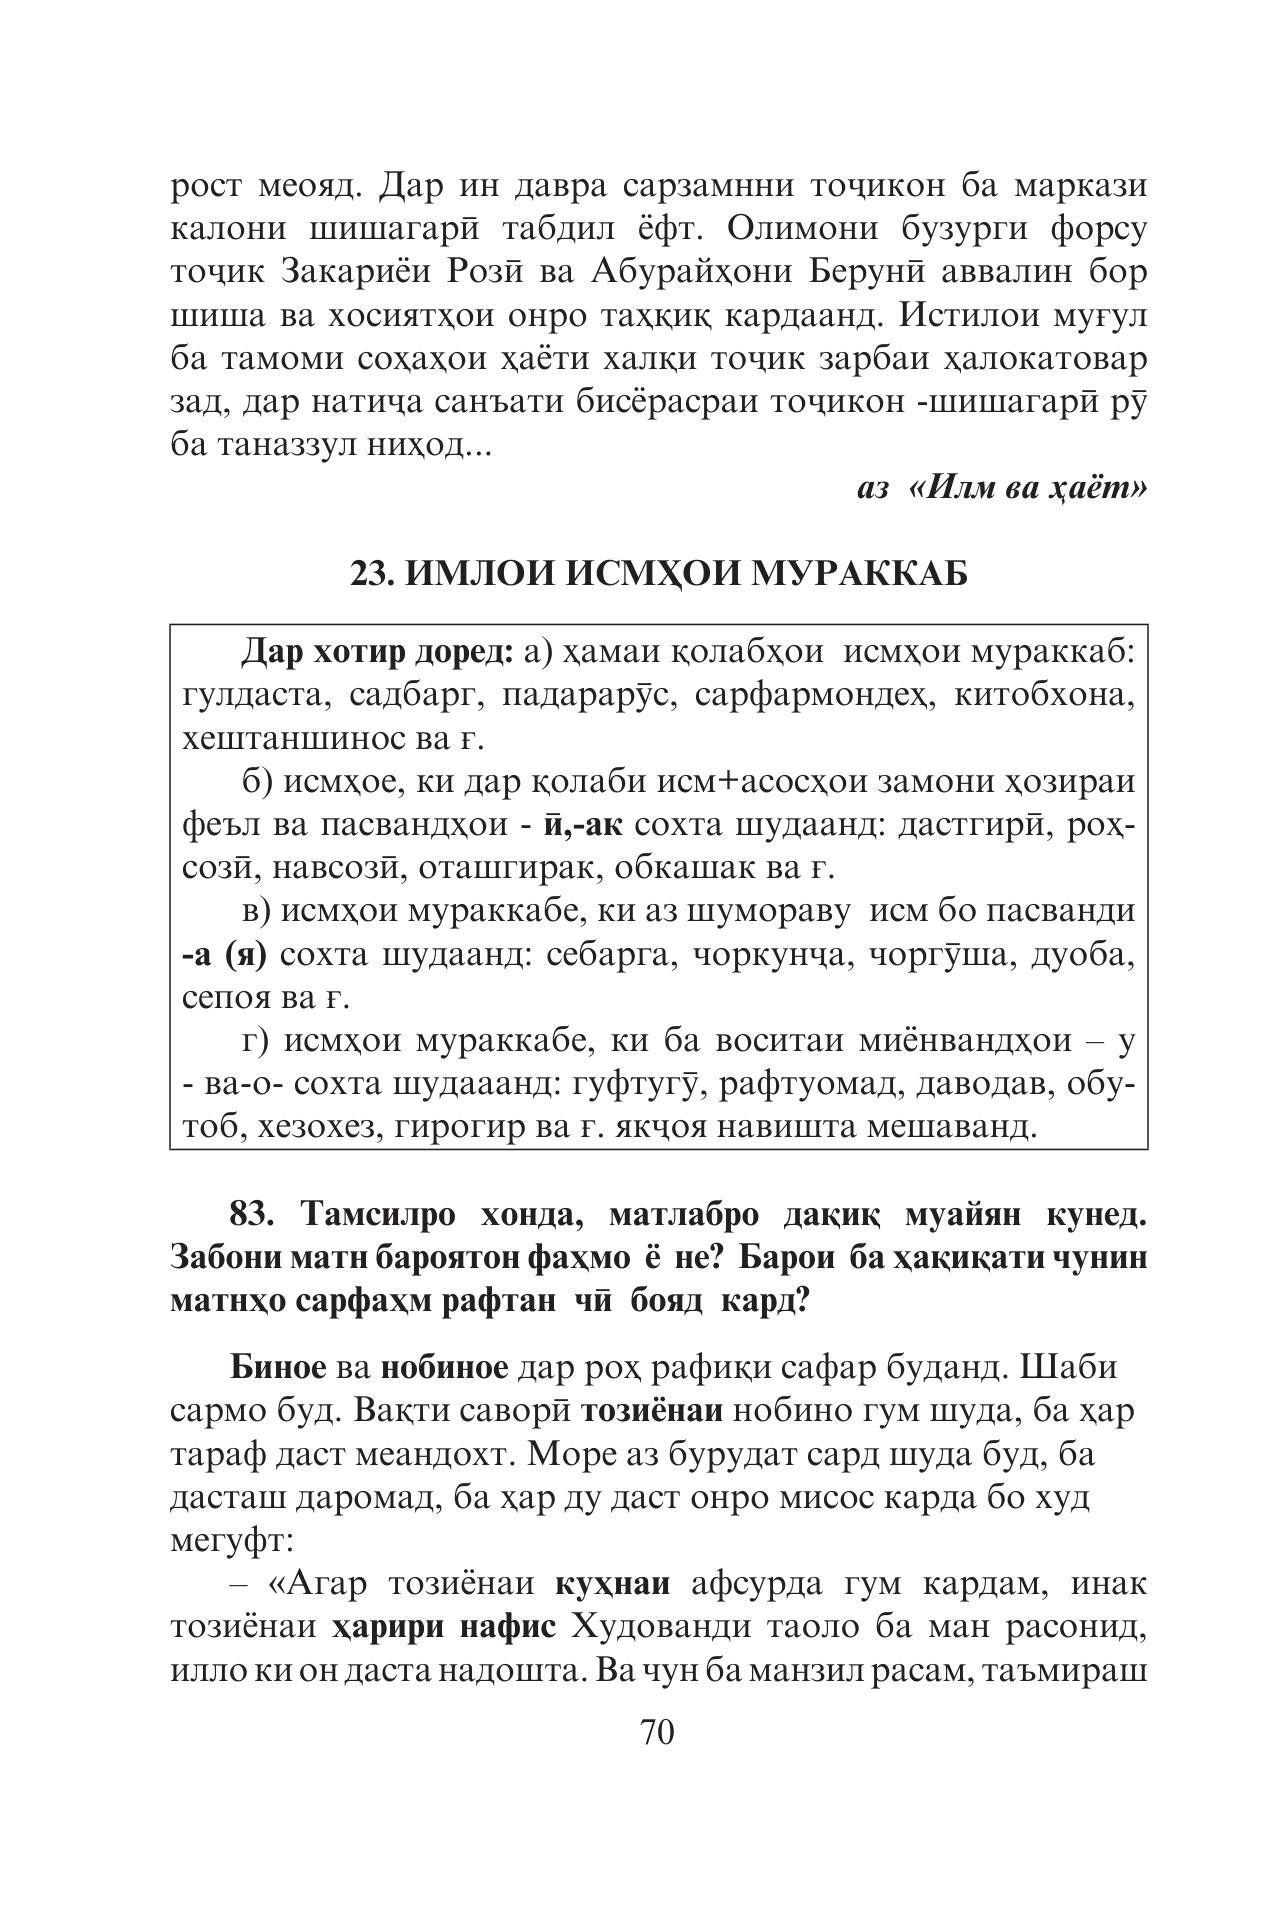 рост меояд. Дар ин давра сарзамнни тоҷикон ба маркази
калони шишагарӣ табдил ёфт. Олимони бузурги форсу
тоҷик Закариёи Розӣ ва Абурайҳони Берунӣ аввалин бор
шиша ва хосиятҳои онро таҳқиқ кардаанд. Истилои муғул
ба тамоми соҳаҳои ҳаёти халқи тоҷик зарбаи ҳалокатовар
зад, дар натиҷа санъати бисёрасраи тоҷикон -шишагарӣ рӯ
ба таназзул ниҳод...
аз «Илм ва ҳаёт»
23. ИМЛОИ ИСМҲОИ МУРАККАБ
Дар хотир доред: а) ҳамаи қолабҳои исмҳои мураккаб:
гулдаста, садбарг, падарарӯс, сарфармондеҳ, китобхона,
хештаншинос ва ғ.
б) исмҳое, ки дар қолаби исм+асосҳои замони ҳозираи
феъл ва пасвандҳои - ӣ,-ак сохта шудаанд: дастгирӣ, роҳ-
созӣ, навсозӣ, оташгирак, обкашак ва ғ.
в) исмҳои мураккабе, ки аз шумораву исм бо пасванди
-а (я) сохта шудаанд: себарга, чоркунҷа, чоргӯша, дуоба,
сепоя ва ғ.
г) исмҳои мураккабе, ки ба воситаи миёнвандҳои – у
- ва-о- сохта шудааанд: гуфтугӯ, рафтуомад, даводав, обу-
тоб, хезохез, гирогир ва ғ. якҷоя навишта мешаванд.
83. Тамсилро хонда, матлабро дақиқ муайян кунед.
Забони матн бароятон фаҳмо ё не? Барои ба ҳақиқати чунин
матнҳо сарфаҳм рафтан чӣ бояд кард?
Биное ва нобиное дар роҳ рафиқи сафар буданд. Шаби
сармо буд. Вақти саворӣ тозиёнаи нобино гум шуда, ба ҳар
тараф даст меандохт. Море аз бурудат сард шуда буд, ба
дасташ даромад, ба ҳар ду даст онро мисос карда бо худ
мегуфт:
– «Агар тозиёнаи куҳнаи афсурда гум кардам, инак
тозиёнаи ҳарири нафис Худованди таоло ба ман расонид,
илло ки он даста надошта. Ва чун ба манзил расам, таъмираш
70